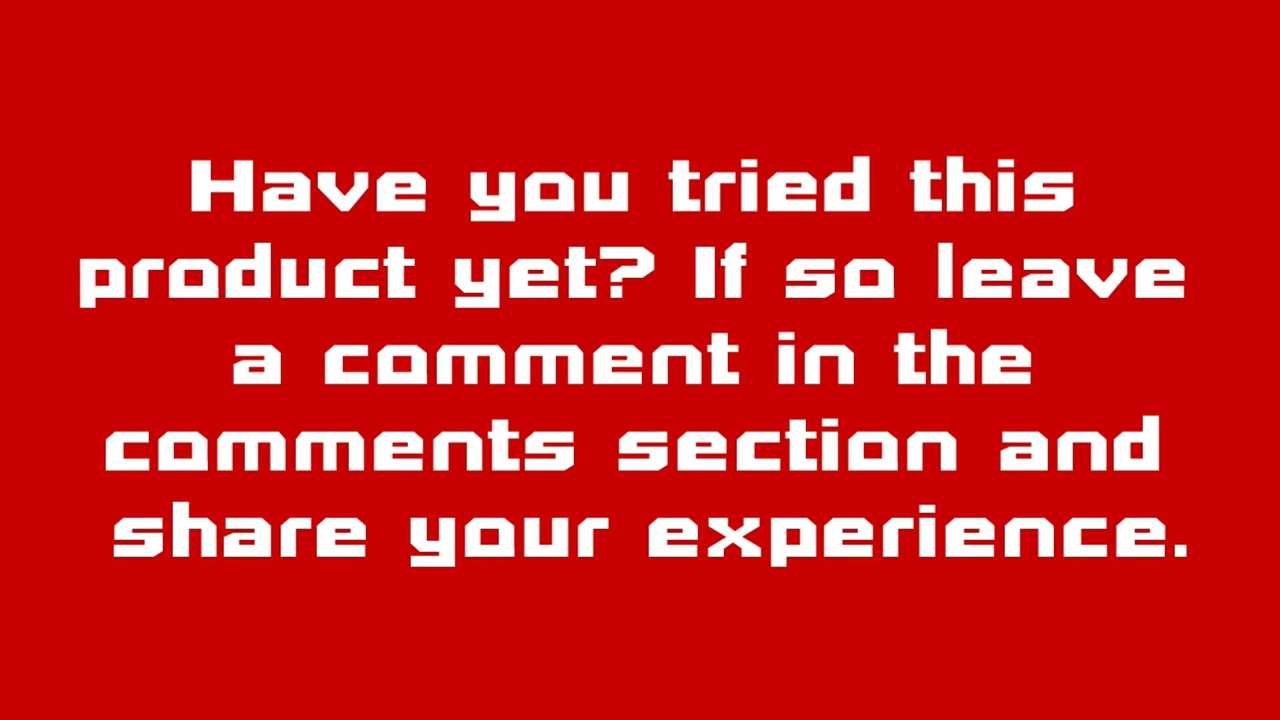 Have you tried this
product yet? If so leave
a comment in the
comments section and
share your experience.